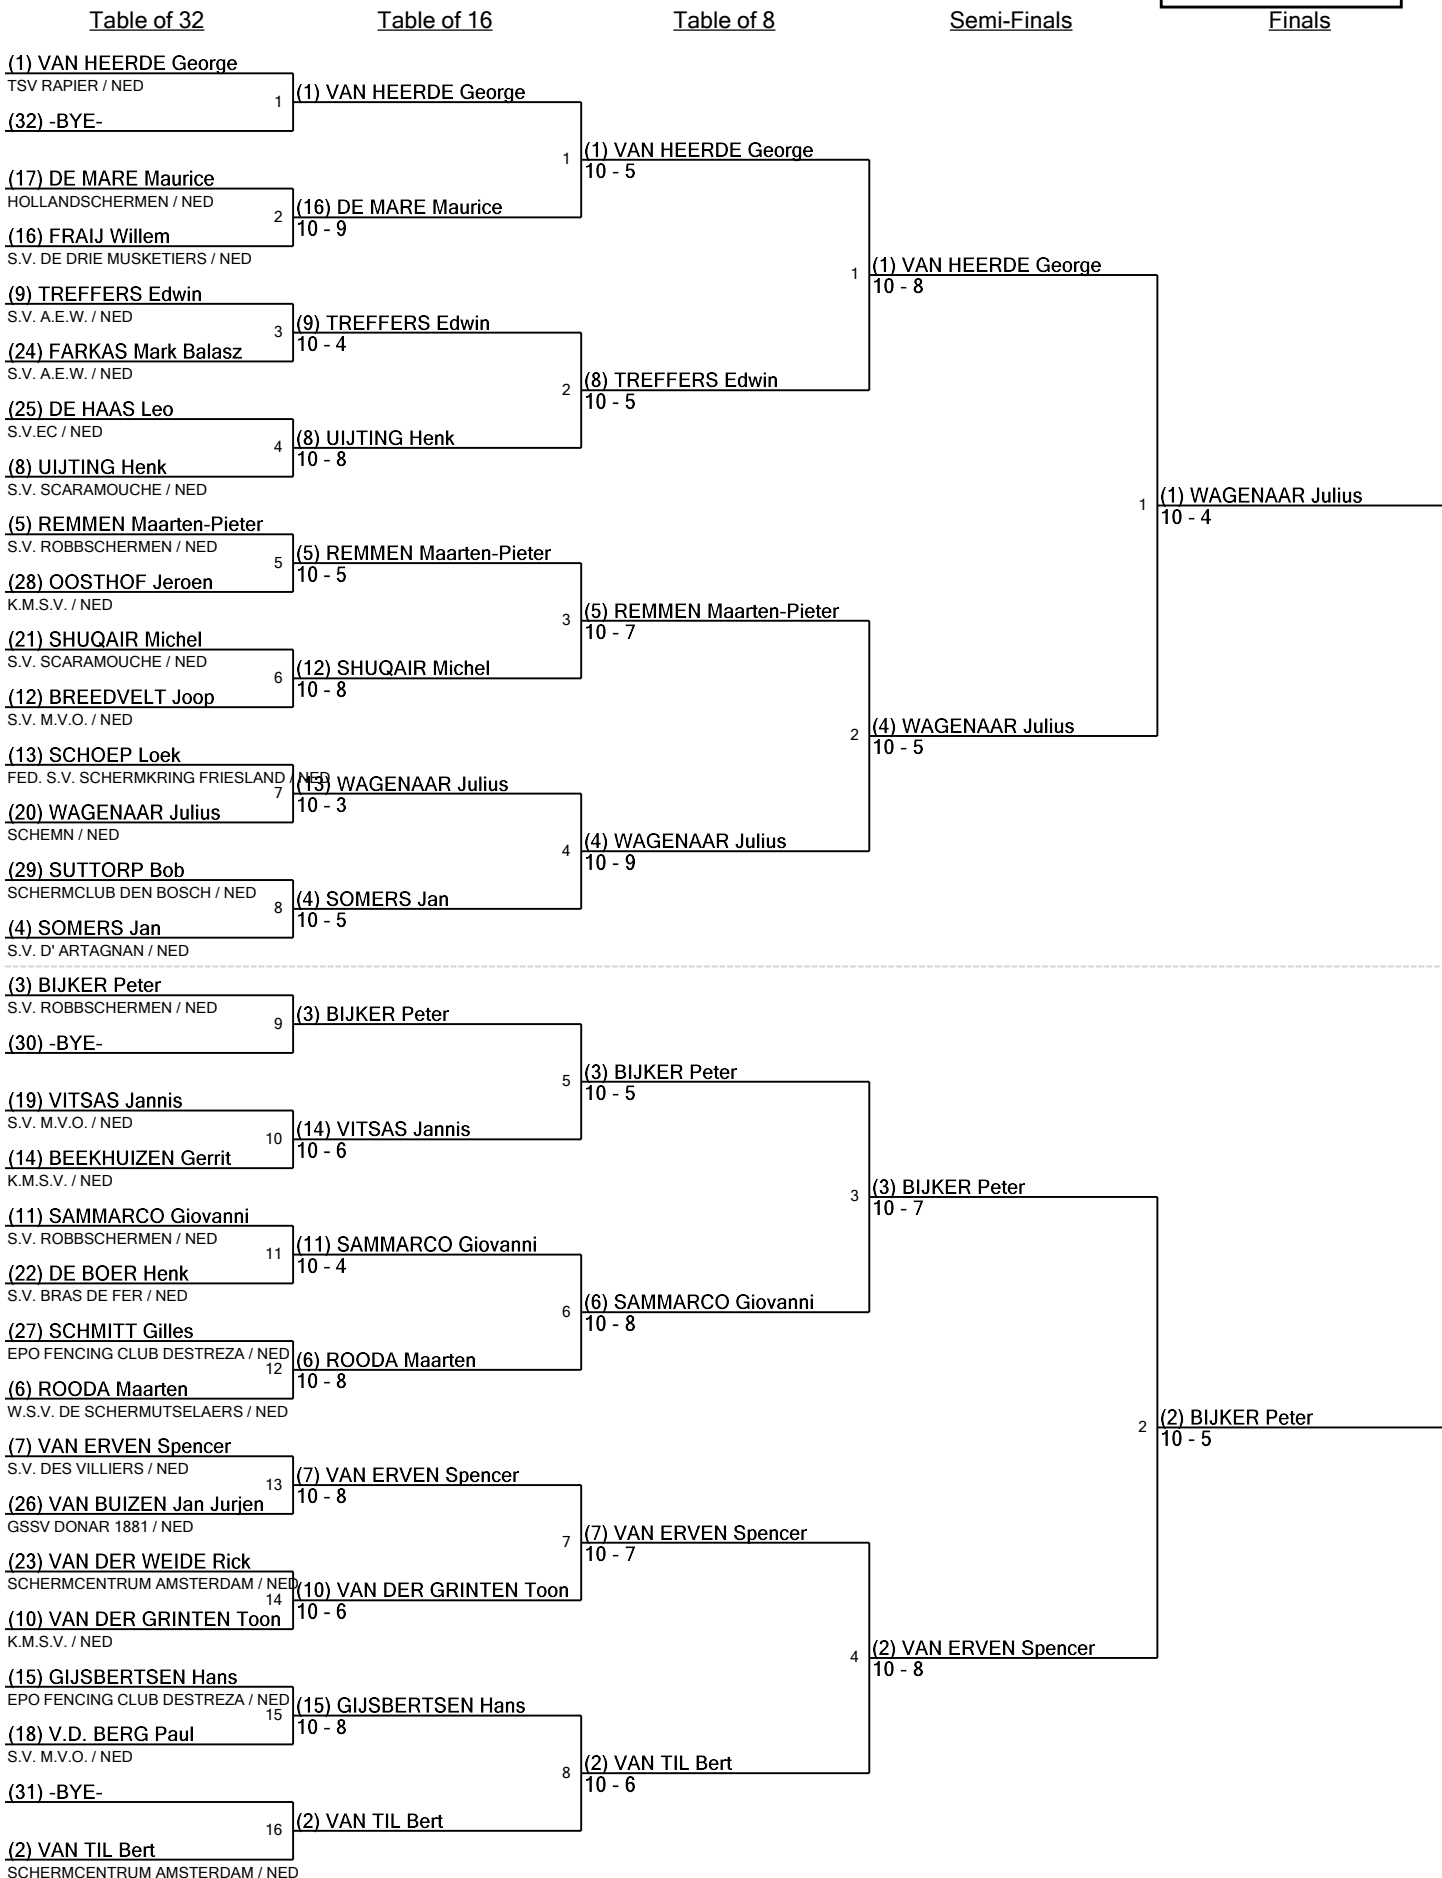 Table of 32
Table of 16
Table of 8
Semi-Finals
Finals
(1) VAN HEERDE George
TSV RAPIER / NED
1
(32) -BYE-
(17) DE MARE Maurice
HOLLANDSCHERMEN / NED
2
(16) FRAIJ Willem
S.V. DE DRIE MUSKETIERS / NED
(9) TREFFERS Edwin
S.V. A.E.W. / NED
3
(24) FARKAS Mark Balasz
S.V. A.E.W. / NED
(25) DE HAAS Leo
S.V.EC / NED
4
(8) UIJTING Henk
S.V. SCARAMOUCHE / NED
(5) REMMEN Maarten-Pieter
S.V. ROBBSCHERMEN / NED
5
(28) OOSTHOF Jeroen
K.M.S.V. / NED
(21) SHUQAIR Michel
S.V. SCARAMOUCHE / NED
6
(12) BREEDVELT Joop
S.V. M.V.O. / NED
(13) SCHOEP Loek
FED. S.V. SCHERMKRING FRIESLAND / NED
7
(20) WAGENAAR Julius
SCHEMN / NED
(29) SUTTORP Bob
SCHERMCLUB DEN BOSCH / NED
8
(4) SOMERS Jan
S.V. D' ARTAGNAN / NED
(3) BIJKER Peter
S.V. ROBBSCHERMEN / NED
9
(30) -BYE-
(19) VITSAS Jannis
S.V. M.V.O. / NED
10
(14) BEEKHUIZEN Gerrit
K.M.S.V. / NED
(11) SAMMARCO Giovanni
S.V. ROBBSCHERMEN / NED
11
(22) DE BOER Henk
S.V. BRAS DE FER / NED
(27) SCHMITT Gilles
EPO FENCING CLUB DESTREZA / NED
12
(6) ROODA Maarten
W.S.V. DE SCHERMUTSELAERS / NED
(7) VAN ERVEN Spencer
S.V. DES VILLIERS / NED
13
(26) VAN BUIZEN Jan Jurjen
GSSV DONAR 1881 / NED
(23) VAN DER WEIDE Rick
SCHERMCENTRUM AMSTERDAM / NED
14
(10) VAN DER GRINTEN Toon
K.M.S.V. / NED
(15) GIJSBERTSEN Hans
EPO FENCING CLUB DESTREZA / NED
15
(18) V.D. BERG Paul
S.V. M.V.O. / NED
(31) -BYE-
16
(2) VAN TIL Bert
SCHERMCENTRUM AMSTERDAM / NED
(1) VAN HEERDE George
1
(16) DE MARE Maurice
10 - 9
(9) TREFFERS Edwin
10 - 4
2
(8) UIJTING Henk
10 - 8
(5) REMMEN Maarten-Pieter
10 - 5
3
(12) SHUQAIR Michel
10 - 8
(13) WAGENAAR Julius
10 - 3
4
(4) SOMERS Jan
10 - 5
(3) BIJKER Peter
5
(14) VITSAS Jannis
10 - 6
(11) SAMMARCO Giovanni
10 - 4
6
(6) ROODA Maarten
10 - 8
(7) VAN ERVEN Spencer
10 - 8
7
(10) VAN DER GRINTEN Toon
10 - 6
(15) GIJSBERTSEN Hans
10 - 8
8
(2) VAN TIL Bert
(1) VAN HEERDE George
10 - 5
1
(8) TREFFERS Edwin
10 - 5
(5) REMMEN Maarten-Pieter
10 - 7
2
(4) WAGENAAR Julius
10 - 9
(3) BIJKER Peter
10 - 5
3
(6) SAMMARCO Giovanni
10 - 8
(7) VAN ERVEN Spencer
10 - 7
4
(2) VAN TIL Bert
10 - 6
(1) VAN HEERDE George
10 - 8
1
(4) WAGENAAR Julius
10 - 5
(3) BIJKER Peter
10 - 7
2
(2) VAN ERVEN Spencer
10 - 8
(1) WAGENAAR Julius
10 - 4
(2) BIJKER Peter
10 - 5